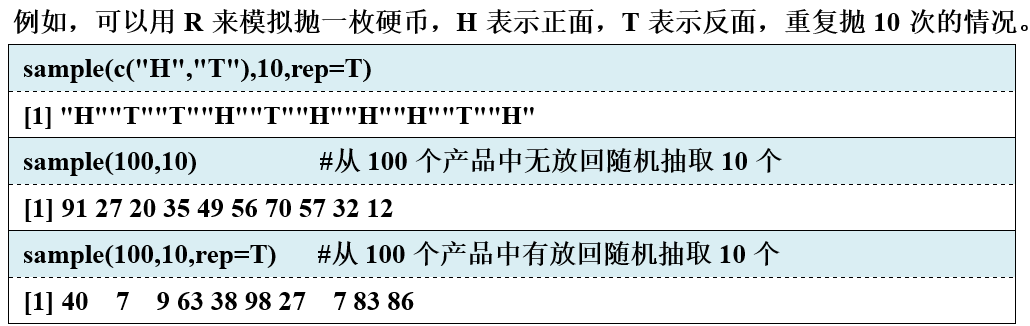 例如，可以用 R 来模拟抛一枚硬币，H 表示正面，T 表示反面，重复抛 10 次的情况。
sample(c("H","T"),10,rep=T)
[1] "H""T""T""H""T""H""H""H""T""H"
sample(100,10) #从 100 个产品中无放回随机抽取 10 个
[1] 91 27 20 35 49 56 70 57 32 12
sample(100,10,rep=T) #从 100 个产品中有放回随机抽取 10 个
[1] 40 7 9 63 38 98 27 7 83 86